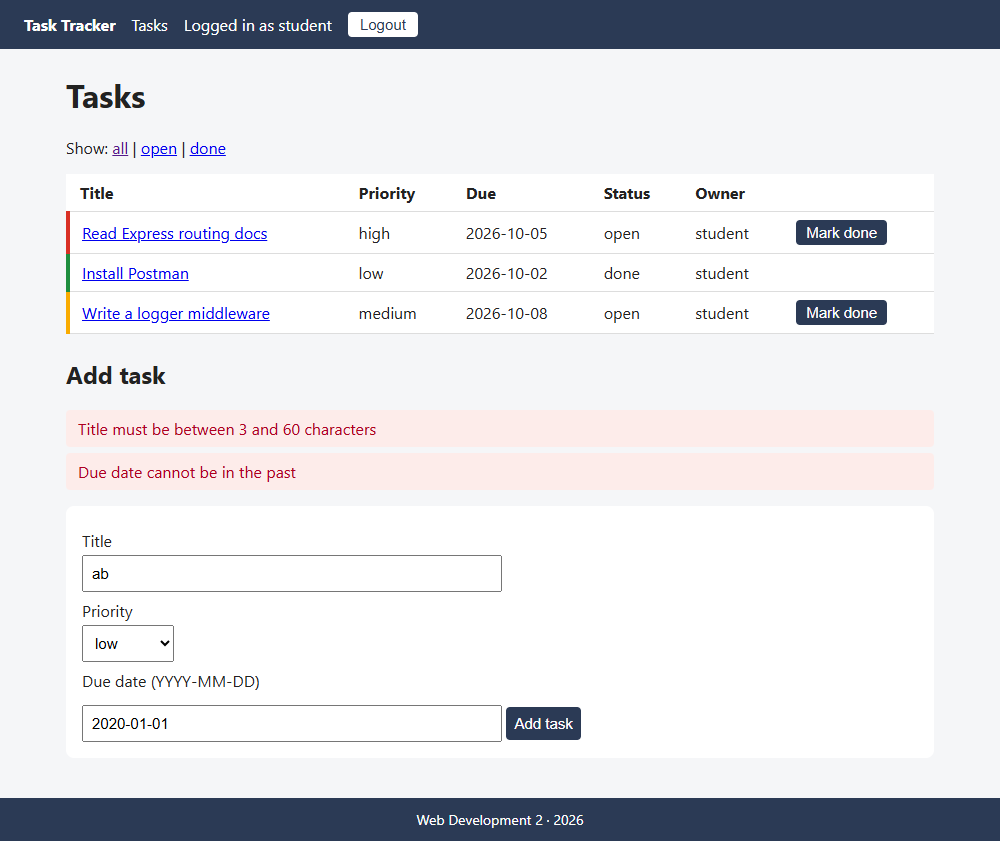 Task Tracker Tasks Logged in as student Logout
Tasks
Show: all | open | done
Title Priority Due Status Owner
Read Express routing docs high 2026-10-05 open student Mark done
Install Postman low 2026-10-02 done student
Write a logger middleware medium 2026-10-08 open student Mark done
Add task
Title must be between 3 and 60 characters
Due date cannot be in the past
Title
ab
Priority
low
Due date (YYYY-MM-DD)
2020-01-01 Add task
Web Development 2 · 2026